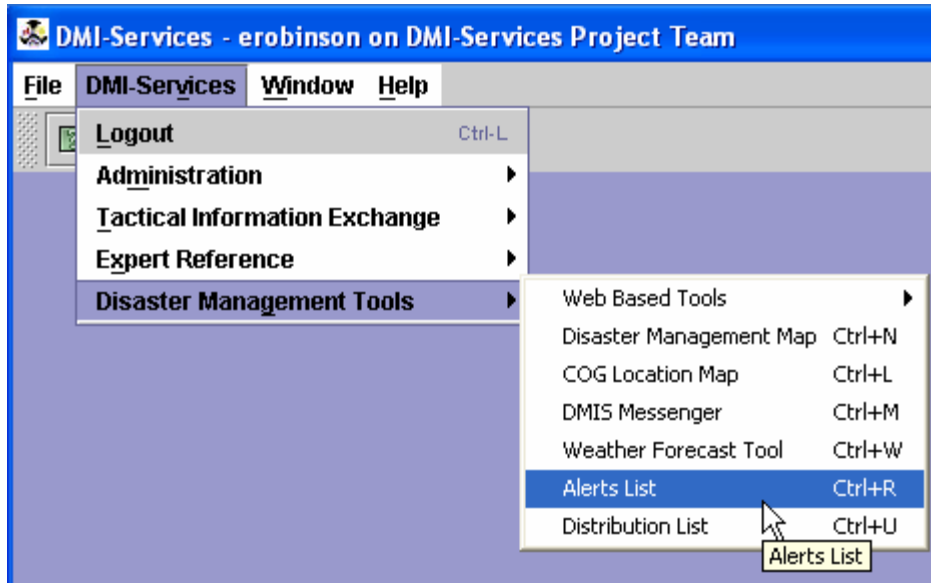 DMI-Services - erobinson on DMI-Services Project Team
File DMI-Services Window Help
Logout Ctrl-L
Administration
Tactical Information Exchange
Expert Reference
Disaster Management Tools
Web Based Tools
Disaster Management Map Ctrl+N
COG Location Map Ctrl+L
DMIS Messenger Ctrl+M
Weather Forecast Tool Ctrl+W
Alerts List Ctrl+R
Distribution List Ctrl+U
Alerts List